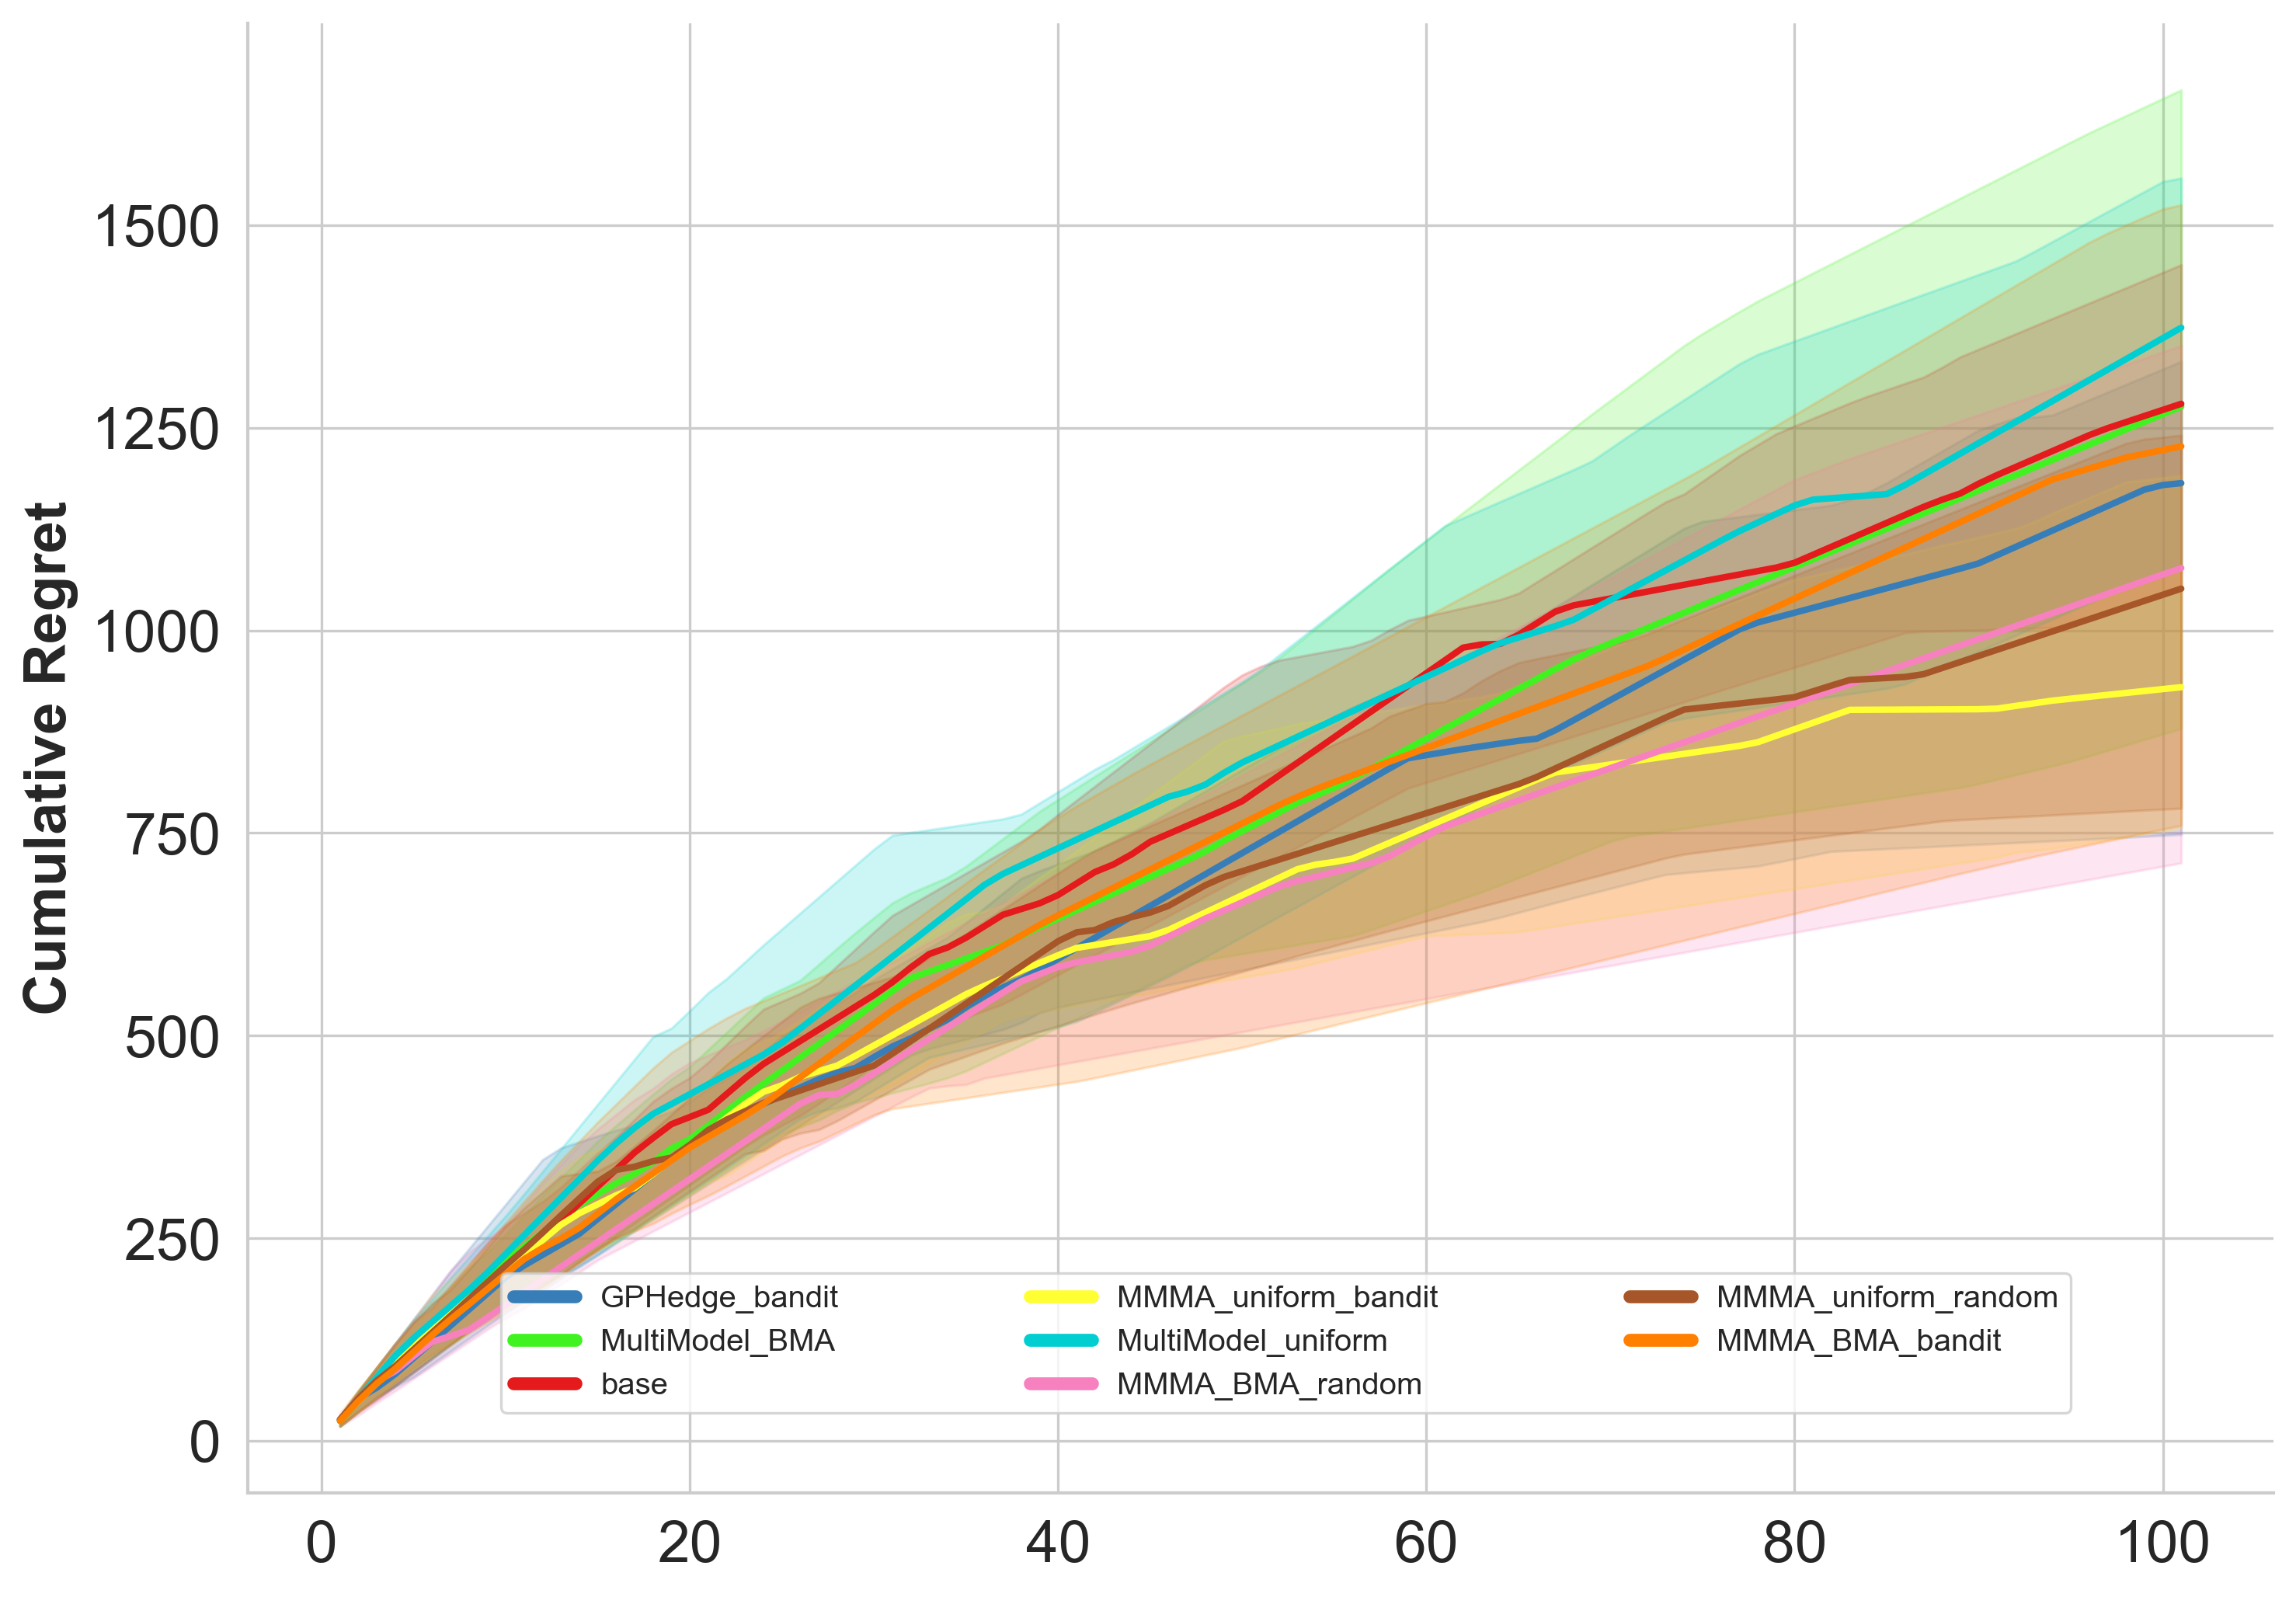 Cumulative Regret
1500
1250
1000
750
500
250
0
GPHedge_bandit
MultiModel_BMA
base
MMMA_uniform_bandit
MultiModel_uniform
MMMA_BMA_random
MMMA_uniform_random
MMMA_BMA_bandit
0 20 40 60 80 100